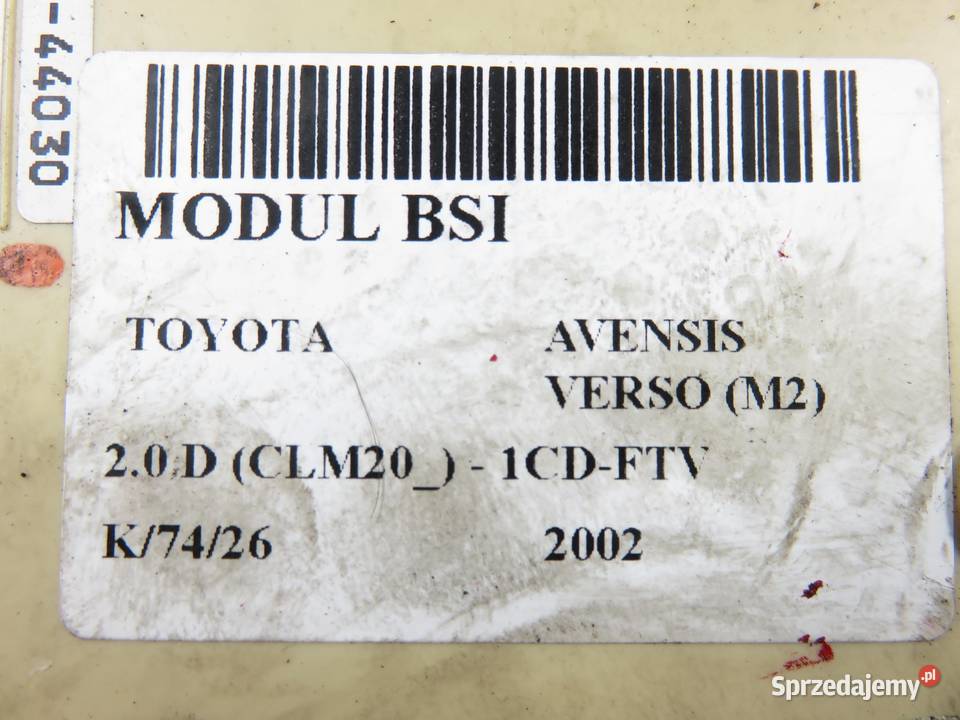 -44030
MODUL BSI
TOYOTA AVENSIS
VERSO (M2)
2.0 D (CLM20_) - 1CD-FTV
K/74/26 2002
Sprzedajemy.pl